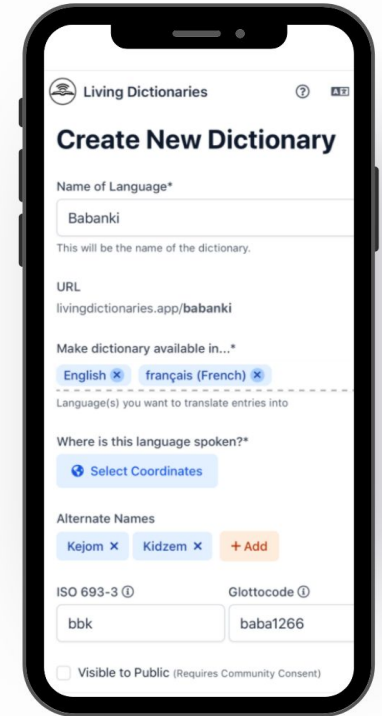 Living Dictionaries
Create New Dictionary
Name of Language*
Babanki
This will be the name of the dictionary.
URL
livingdictionaries.app/babanki
Make dictionary available in...*
English × français (French) ×
Language(s) you want to translate entries into
Where is this language spoken?*
Select Coordinates
Alternate Names
Kejom × Kidzem × + Add
ISO 693-3 Glottocode
bbk baba1266
Visible to Public (Requires Community Consent)